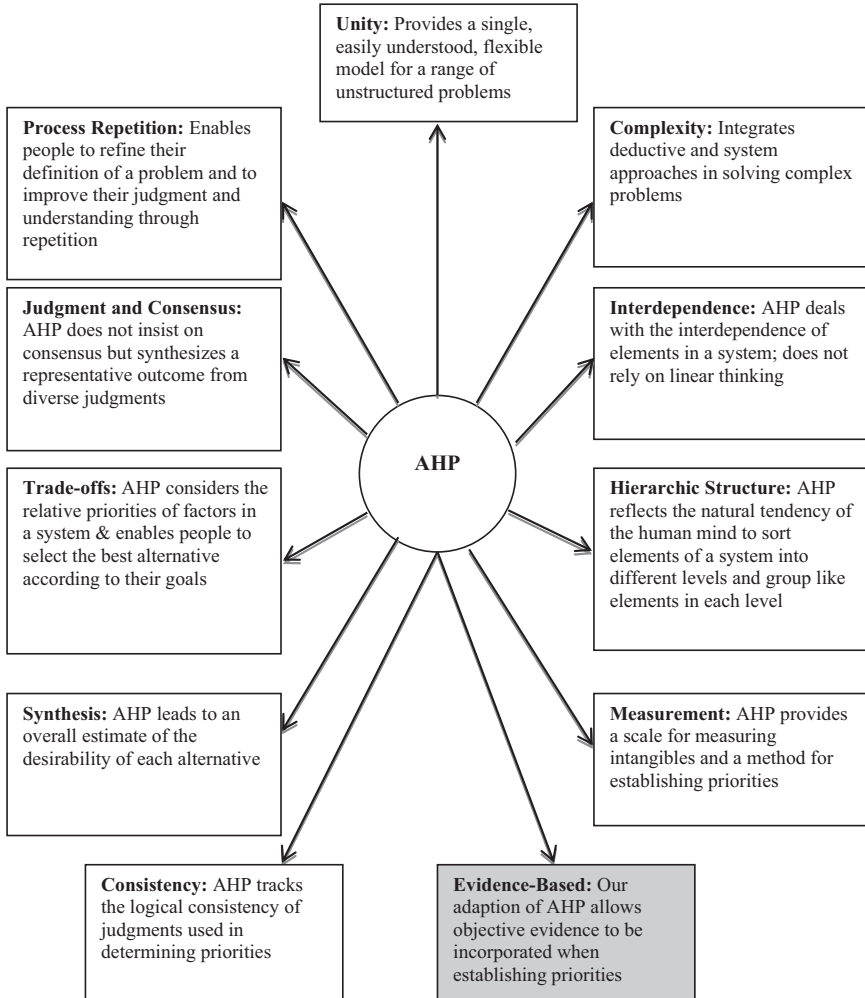 Unity: Provides a single,
easily understood, flexible
model for a range of
unstructured problems
Process Repetition: Enables
people to refine their
definition of a problem and to
improve their judgment and
understanding through
repetition
Complexity: Integrates
deductive and system
approaches in solving complex
problems
Judgment and Consensus:
AHP does not insist on
consensus but synthesizes a
representative outcome from
diverse judgments
Interdependence: AHP deals
with the interdependence of
elements in a system; does not
rely on linear thinking
AHP
Trade-offs: AHP considers the
relative priorities of factors in
a system & enables people to
select the best alternative
according to their goals
Hierarchic Structure: AHP
reflects the natural tendency of
the human mind to sort
elements of a system into
different levels and group like
elements in each level
Synthesis: AHP leads to an
overall estimate of the
desirability of each alternative
Measurement: AHP provides
a scale for measuring
intangibles and a method for
establishing priorities
Consistency: AHP tracks
the logical consistency of
judgments used in
determining priorities
Evidence-Based: Our
adaption of AHP allows
objective evidence to be
incorporated when
establishing priorities